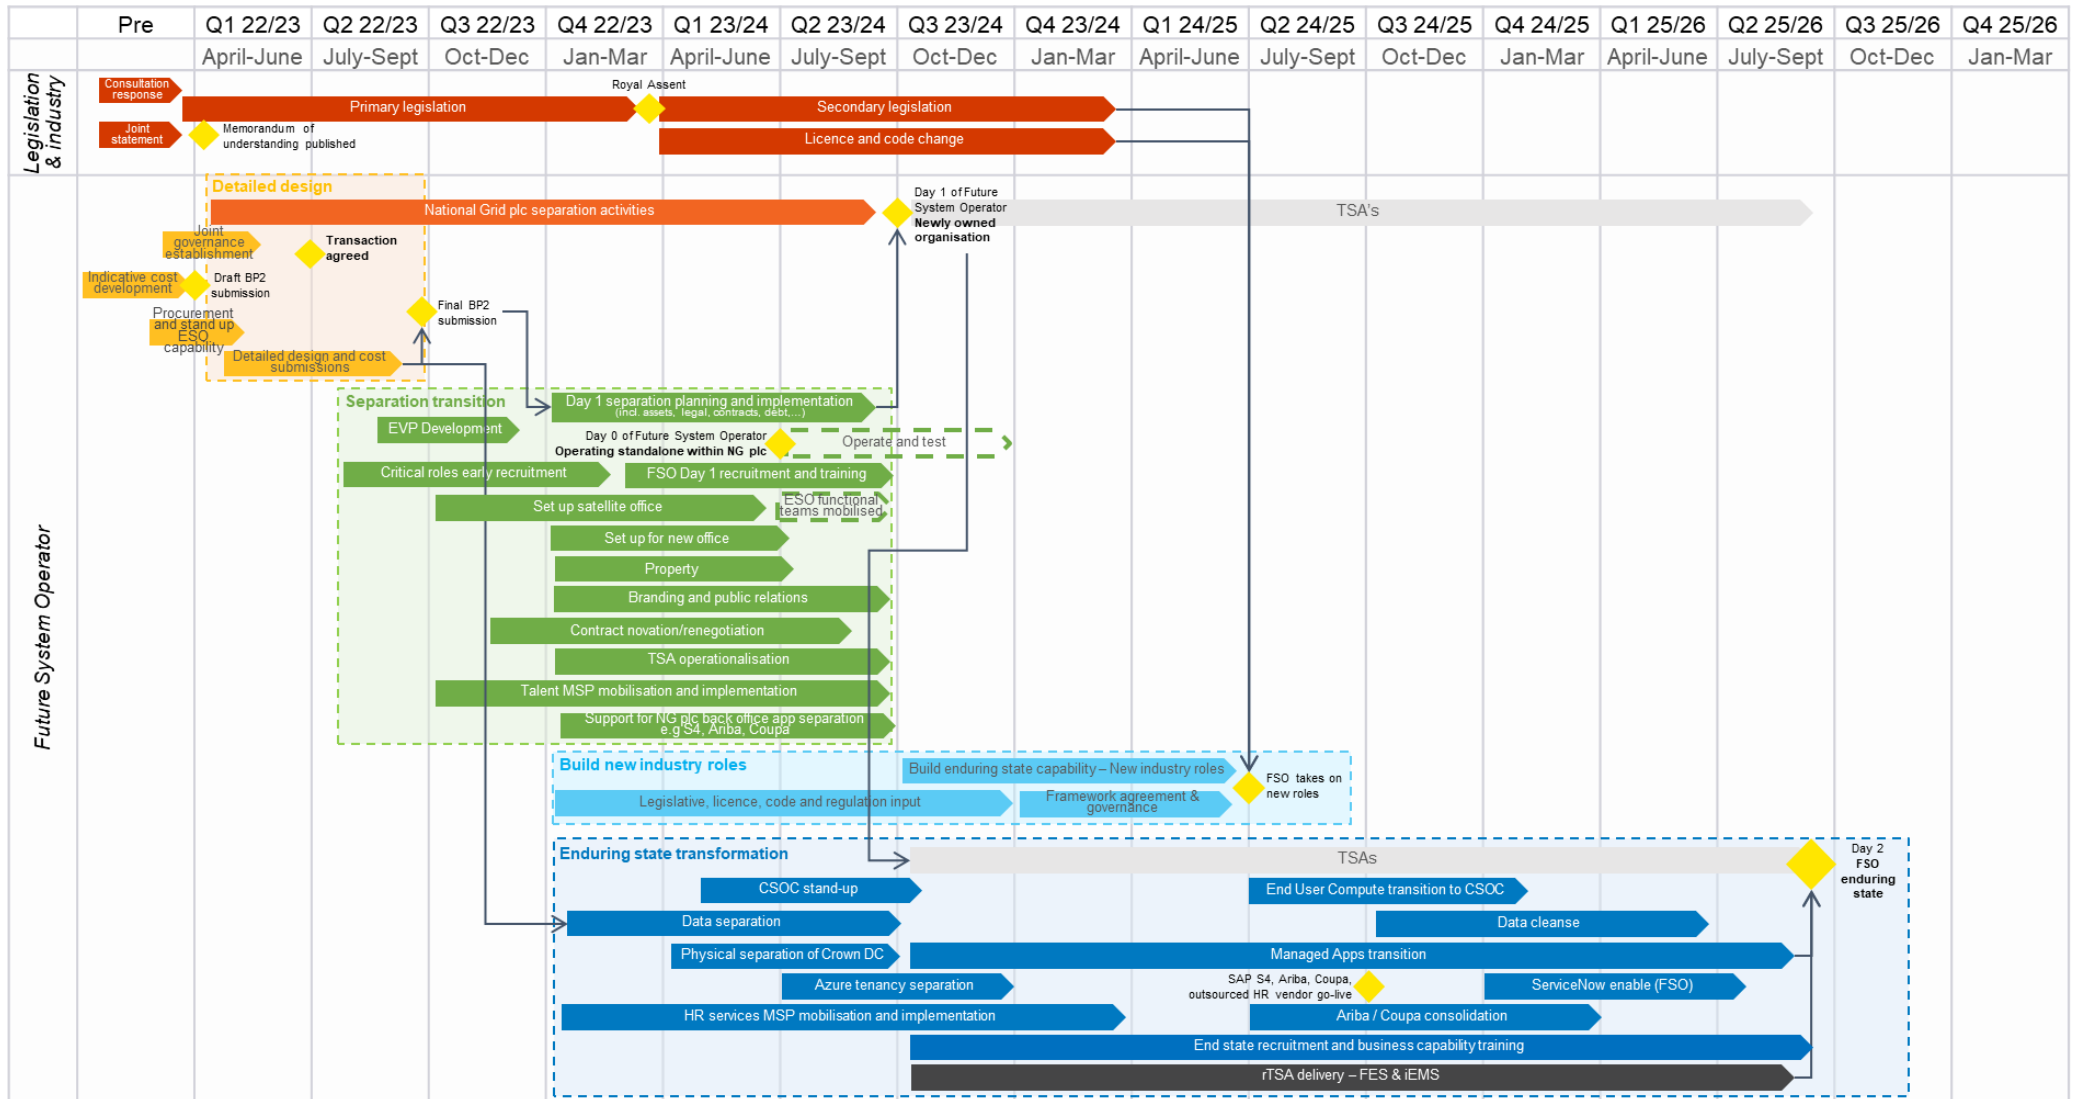 Pre
Q1 22/23
Q2 22/23
Q3 22/23
Q4 22/23
Q1 23/24
Q2 23/24
Q3 23/24
Q4 23/24
Q1 24/25
Q2 24/25
Q3 24/25
Q4 24/25
Q1 25/26
Q2 25/26
Q3 25/26
Q4 25/26
April-June
July-Sept
Oct-Dec
Jan-Mar
April-June
July-Sept
Oct-Dec
Jan-Mar
April-June
July-Sept
Oct-Dec
Jan-Mar
April-June
July-Sept
Oct-Dec
Jan-Mar
Legislation
& industry
Consultation
response
Royal Assent
Primary legislation
Secondary legislation
Joint
statement
Memorandum of
understanding published
Licence and code change
Future System Operator
Detailed design
National Grid plc separation activities
Day 1 of Future
System Operator
Newly owned
organisation
TSA's
Joint
governance
establishment
Transaction
agreed
Indicative cost
development
Draft BP2
submission
Final BP2
submission
Procurement
and stand up
ESO
capability
Detailed design and cost
submissions
Separation transition
Day 1 separation planning and implementation
(incl. assets, legal, contracts, debt,...)
EVP Development
Day 0 of Future System Operator
Operating standalone within NG plc
Operate and test
Critical roles early recruitment
FSO Day 1 recruitment and training
Set up satellite office
ESO functional
teams mobilised
Set up for new office
Property
Branding and public relations
Contract novation/renegotiation
TSA operationalisation
Talent MSP mobilisation and implementation
Support for NG plc back office app separation
e.g S4, Ariba, Coupa
Build new industry roles
Build enduring state capability – New industry roles
FSO takes on
new roles
Legislative, licence, code and regulation input
Framework agreement &
governance
Enduring state transformation
TSAs
Day 2
FSO
enduring
state
CSOC stand-up
End User Compute transition to CSOC
Data separation
Data cleanse
Physical separation of Crown DC
Managed Apps transition
Azure tenancy separation
SAP S4, Ariba, Coupa,
outsourced HR vendor go-live
ServiceNow enable (FSO)
HR services MSP mobilisation and implementation
Ariba / Coupa consolidation
End state recruitment and business capability training
rTSA delivery – FES & iEMS